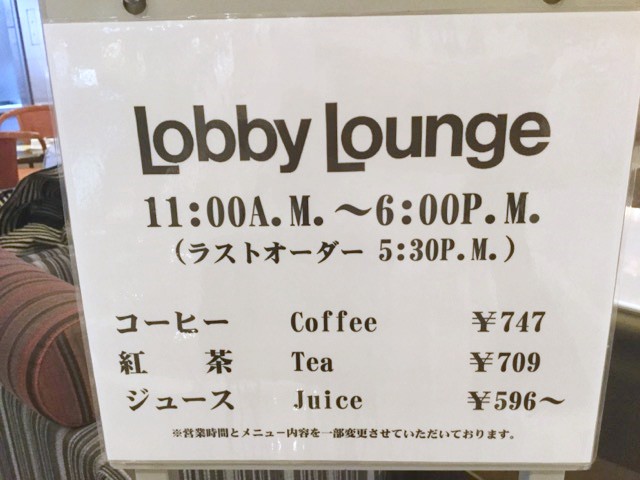 Lobby Lounge
11:00A.M.～6:00P.M.
（ラストオーダー 5:30P.M.）
コーヒー Coffee ￥747
紅茶 Tea ￥709
ジュース Juice ￥596～
※営業時間とメニュー内容を一部変更させていただいております。